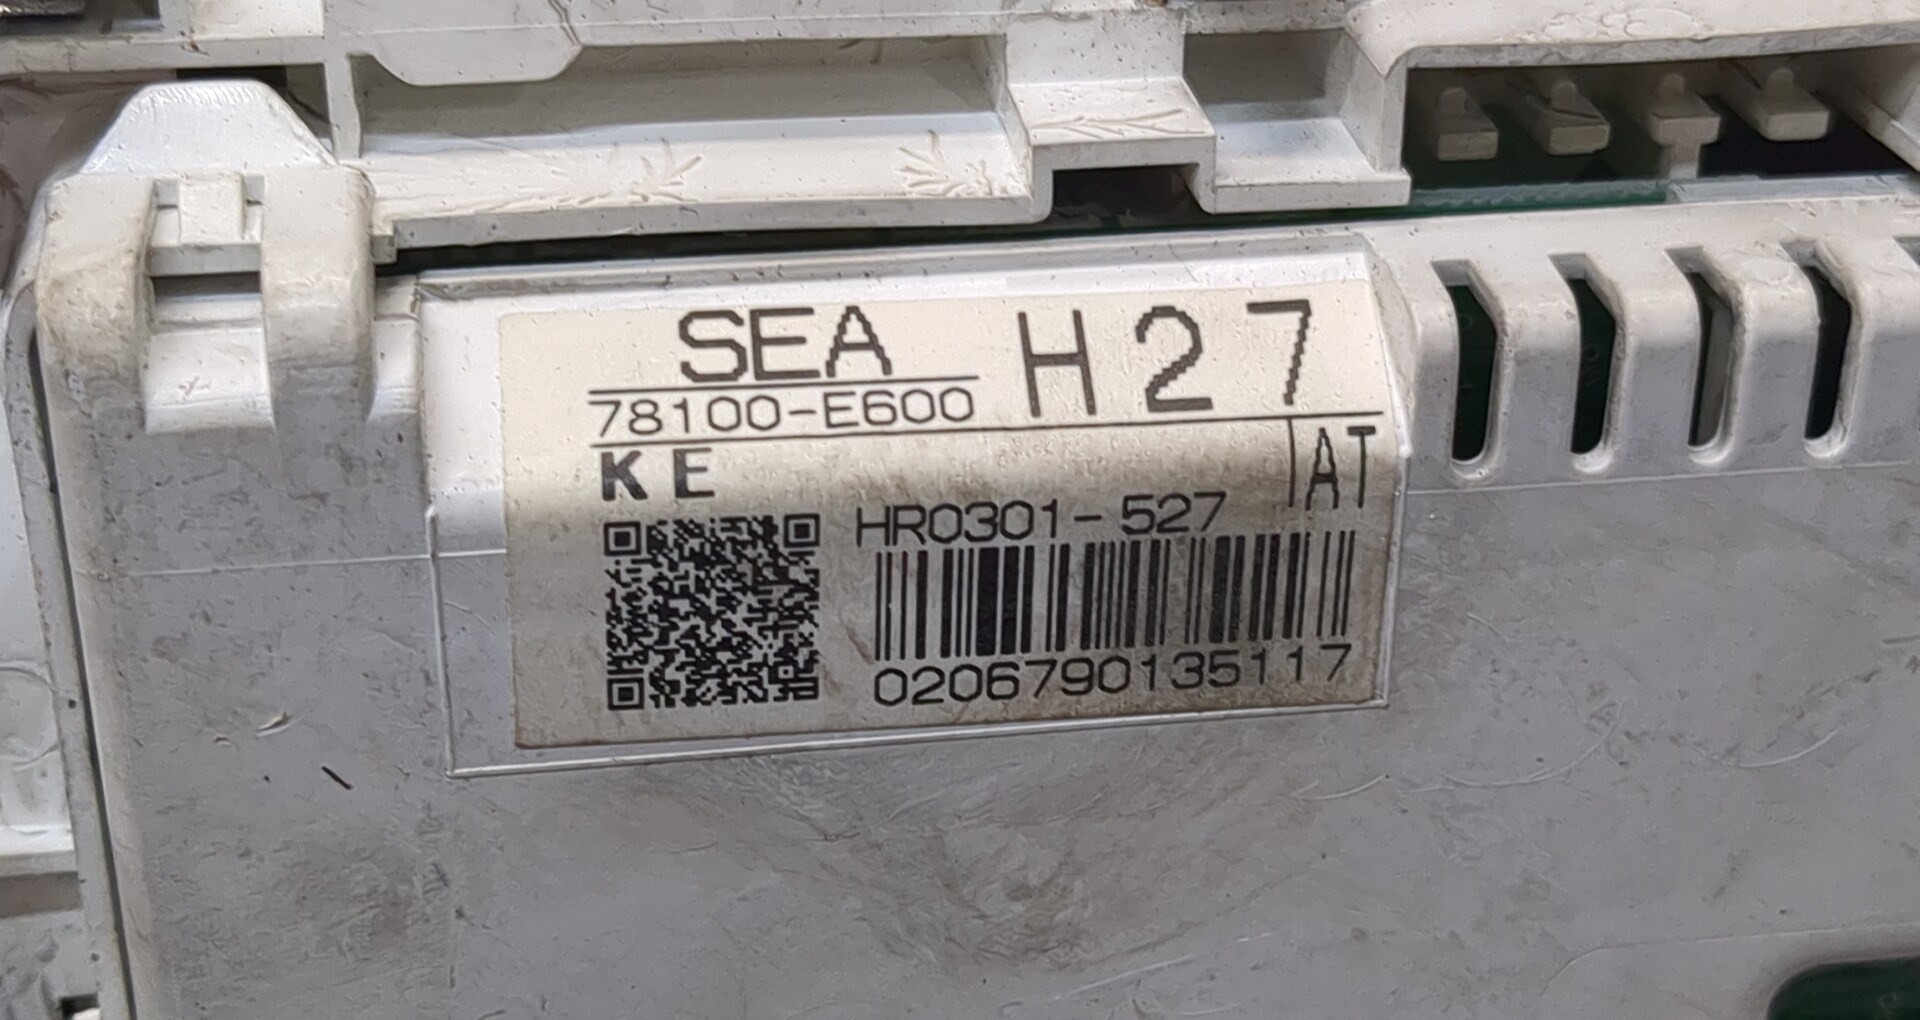 SEA H27
78100-E600
KE AT
HR0301-527
0206790135117